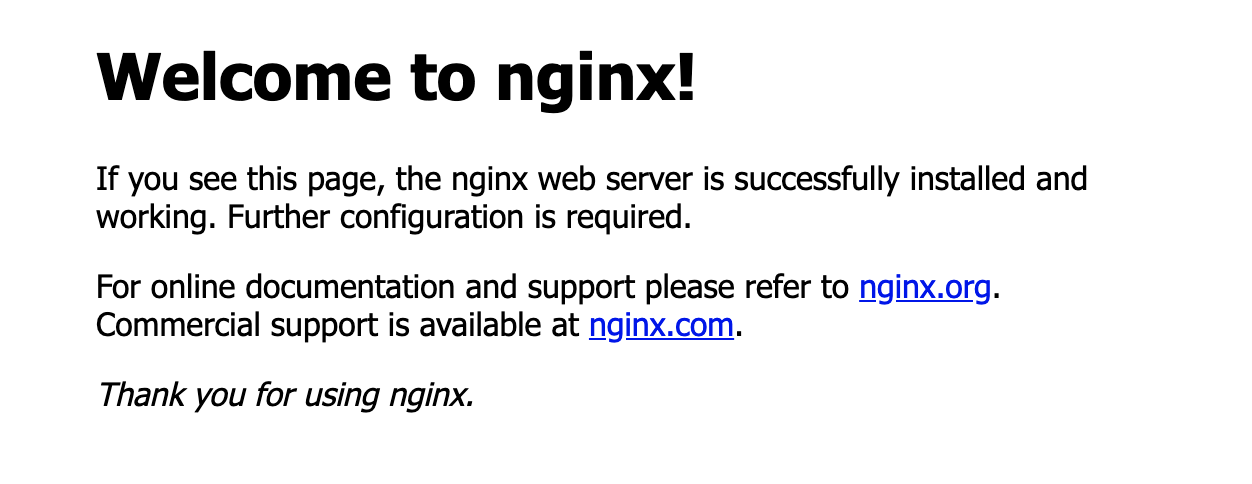 Welcome to nginx!
If you see this page, the nginx web server is successfully installed and
working. Further configuration is required.
For online documentation and support please refer to nginx.org.
Commercial support is available at nginx.com.
Thank you for using nginx.